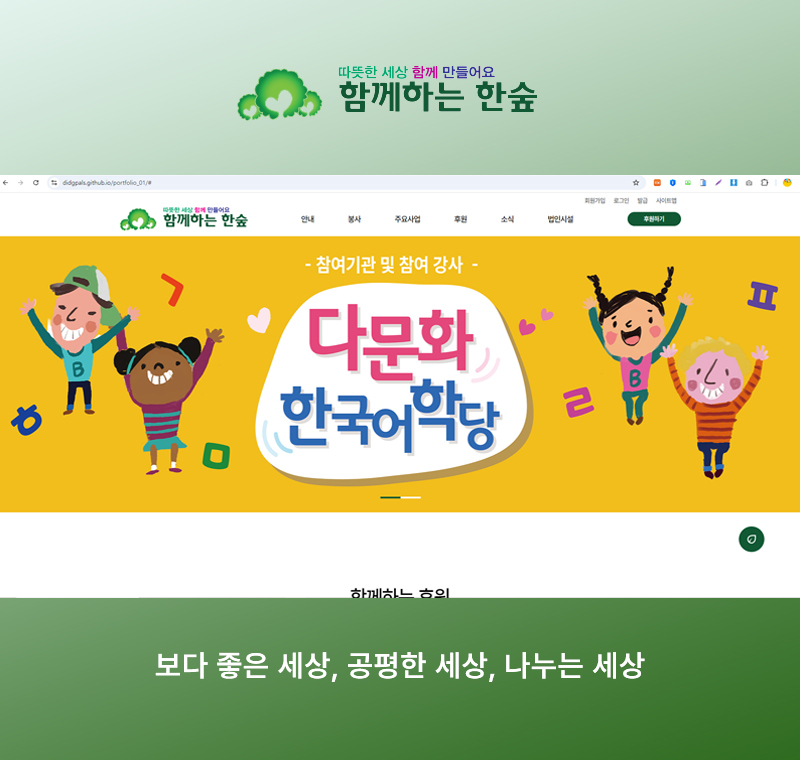 따뜻한 세상 함께 만들어요
함께하는 한숲
didgpals.github.io/portfolio_01/#
회원가입 로그인 발급 사이트맵
따뜻한 세상 함께 만들어요
함께하는 한숲
안내 봉사 주요사업 후원 소식 법인시설 후원하기
- 참여기관 및 참여 강사 -
ㄱ
ㅍ
다문화
한국어학당
ㅎ
ㅁ
ㄹ
B
B
함께하는 후원
보다 좋은 세상, 공평한 세상, 나누는 세상